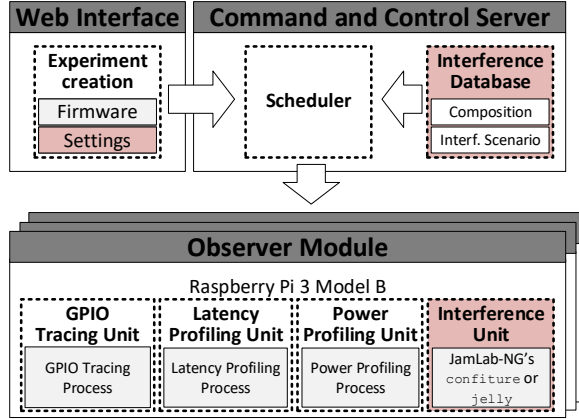 Web Interface
Command and Control Server
Experiment
creation
Firmware
Settings
Scheduler
Interference
Database
Composition
Interf. Scenario
Observer Module
Raspberry Pi 3 Model B
GPIO
Tracing Unit
GPIO Tracing
Process
Latency
Profiling Unit
Latency Profiling
Process
Power
Profiling Unit
Power Profiling
Process
Interference
Unit
JamLab-NG's
confiture or
jelly